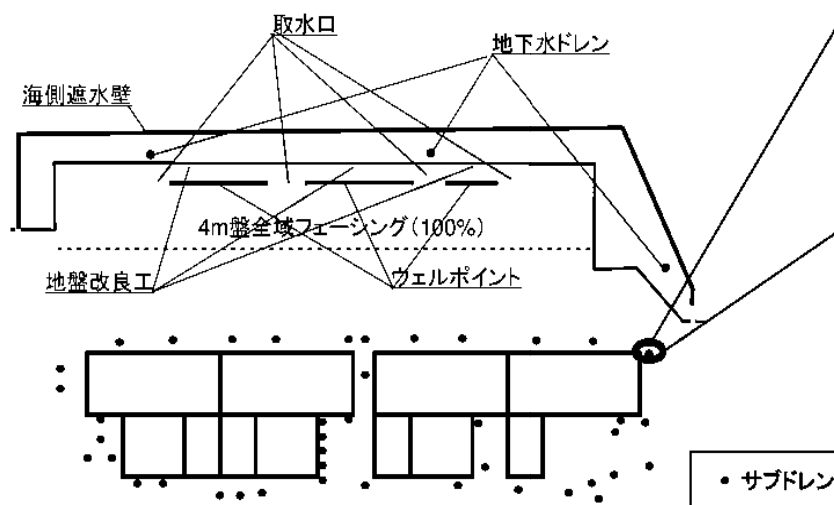 取水口
地下水ドレン
海側遮水壁
4m盤全域フェーシング(100%)
地盤改良工
ウェルポイント
• サブドレン